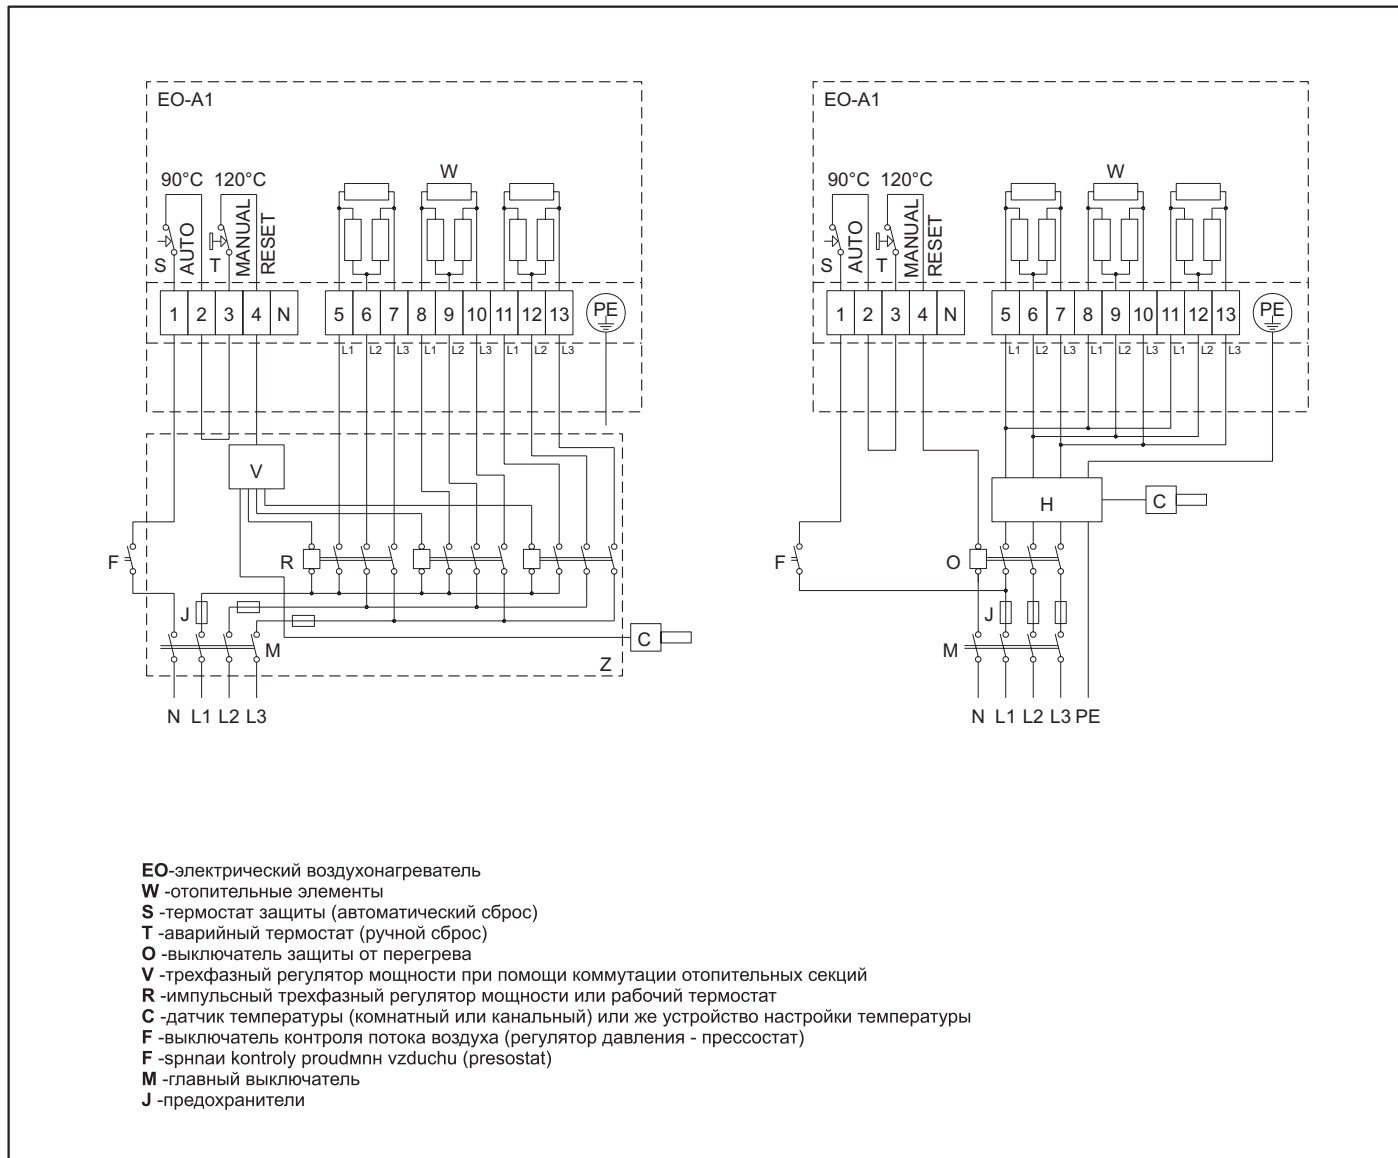 EO-A1
90°C 120°C W
S AUTO T MANUAL RESET
1 2 3 4 N 5 6 7 8 9 10 11 12 13 PE
L1 L2 L3 L1 L2 L3 L1 L2 L3
V
F R
J
M C
Z
N L1 L2 L3
EO-A1
90°C 120°C W
S AUTO T MANUAL RESET
1 2 3 4 N 5 6 7 8 9 10 11 12 13 PE
L1 L2 L3 L1 L2 L3 L1 L2 L3
H C
F O
J
M
N L1 L2 L3 PE
EO-электрический воздухонагреватель
W -отопительные элементы
S -термостат защиты (автоматический сброс)
T -аварийный термостат (ручной сброс)
O -выключатель защиты от перегрева
V -трехфазный регулятор мощности при помощи коммутации отопительных секций
R -импульсный трехфазный регулятор мощности или рабочий термостат
C -датчик температуры (комнатный или канальный) или же устройство настройки температуры
F -выключатель контроля потока воздуха (регулятор давления - прессостат)
F -spнnaи kontroly proudмnн vzduchu (presostat)
M -главный выключатель
J -предохранители